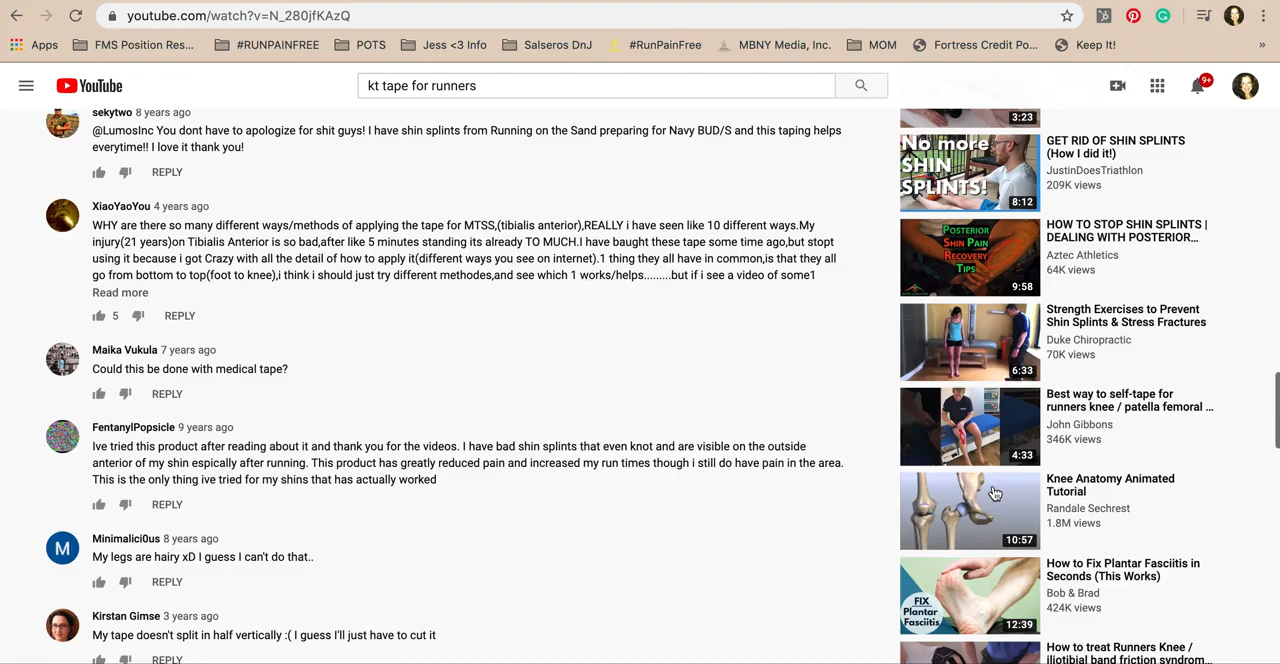 youtube.com/watch?v=N_280jfKAzQ
Apps FMS Position Res... #RUNPAINFREE POTS Jess <3 Info Salseros DnJ #RunPainFree MBNY Media, Inc. MOM Fortress Credit Po... Keep It! »
YouTube
kt tape for runners
9+
sekytwo 8 years ago
@LumosInc You dont have to apologize for shit guys! I have shin splints from Running on the Sand preparing for Navy BUD/S and this taping helps
everytime!! I love it thank you!
REPLY
XiaoYaoYou 4 years ago
WHY are there so many different ways/methods of applying the tape for MTSS,(tibialis anterior),REALLY i have seen like 10 different ways.My
injury(21 years)on Tibialis Anterior is so bad,after like 5 minutes standing its already TO MUCH.I have baught these tape some time ago,but stopt
using it because i got Crazy with all the detail of how to apply it(different ways you see on internet).1 thing they all have in common,is that they all
go from bottom to top(foot to knee),i think i should just try different methodes,and see which 1 works/helps.........but if i see a video of some1
Read more
5 REPLY
Maika Vukula 7 years ago
Could this be done with medical tape?
REPLY
FentanylPopsicle 9 years ago
Ive tried this product after reading about it and thank you for the videos. I have bad shin splints that even knot and are visible on the outside
anterior of my shin espically after running. This product has greatly reduced pain and increased my run times though i still do have pain in the area.
This is the only thing ive tried for my shins that has actually worked
REPLY
Minimalici0us 8 years ago
M
My legs are hairy xD I guess I can't do that..
REPLY
Kirstan Gimse 3 years ago
My tape doesn't split in half vertically :( I guess I'll just have to cut it
REPLY
3:23
No more
SHIN
SPLINTS!
8:12
GET RID OF SHIN SPLINTS
(How I did it!)
JustinDoesTriathlon
209K views
POSTERIOR
SHIN PAIN
RECOVERY
TIPS
9:58
HOW TO STOP SHIN SPLINTS |
DEALING WITH POSTERIOR...
Aztec Athletics
64K views
6:33
Strength Exercises to Prevent
Shin Splints & Stress Fractures
Duke Chiropractic
70K views
4:33
Best way to self-tape for
runners knee / patella femoral ...
John Gibbons
346K views
10:57
Knee Anatomy Animated
Tutorial
Randale Sechrest
1.8M views
FIX
Plantar
Fasciitis
12:39
How to Fix Plantar Fasciitis in
Seconds (This Works)
Bob & Brad
424K views
How to treat Runners Knee /
iliotibial band friction syndrom...